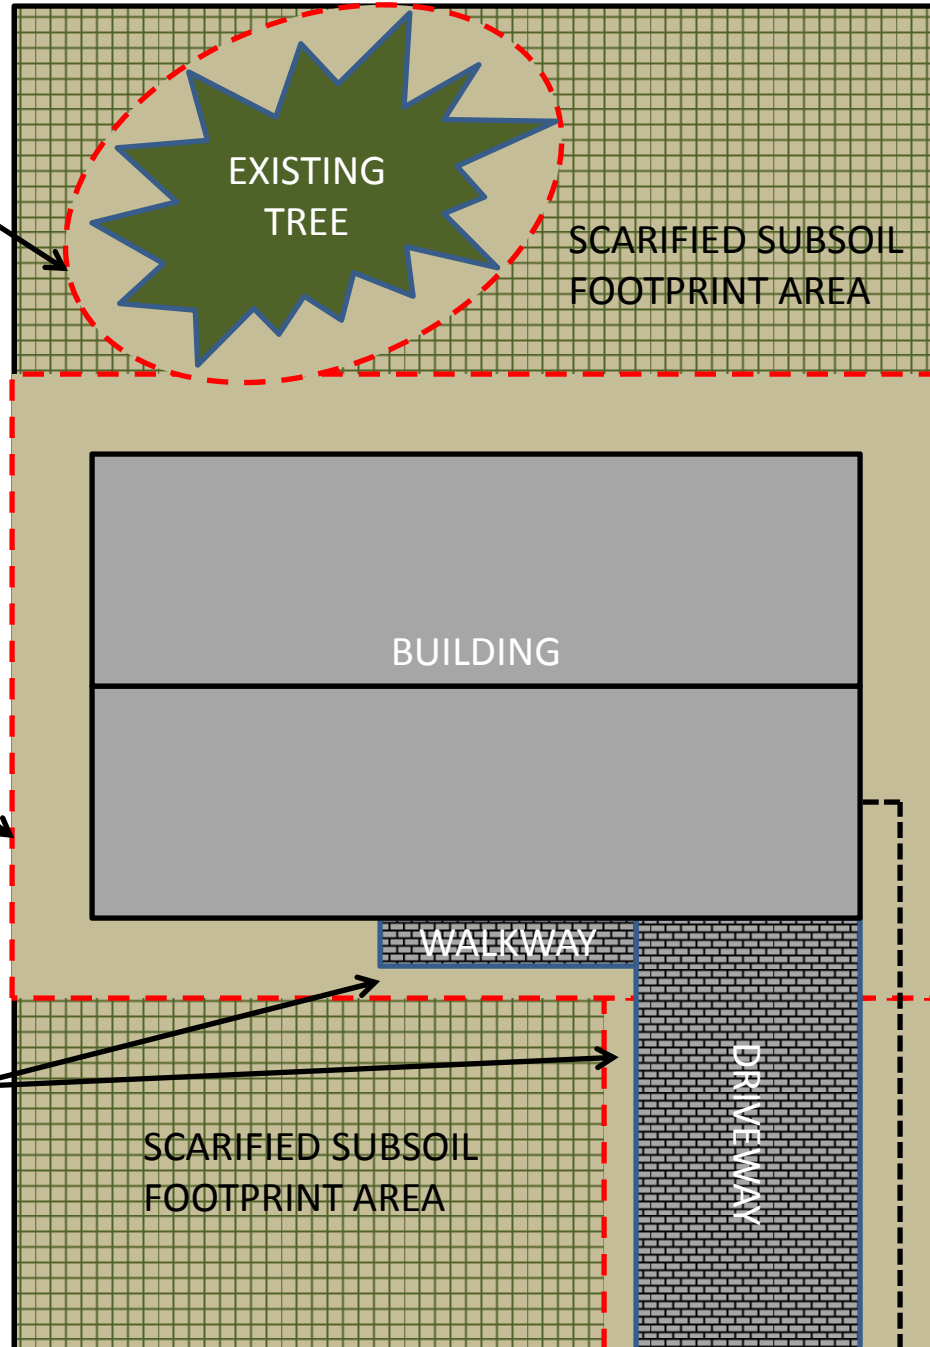 EXISTING
TREE
SCARIFIED SUBSOIL
FOOTPRINT AREA
BUILDING
WALKWAY
DRIVEWAY
SCARIFIED SUBSOIL
FOOTPRINT AREA